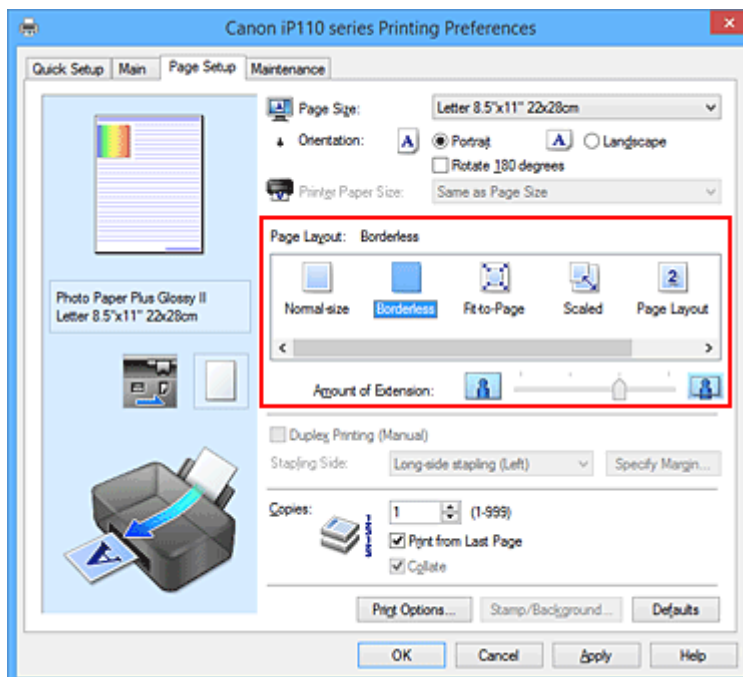 Canon iP110 series Printing Preferences
Quick Setup Main Page Setup Maintenance
Page Size: Letter 8.5"x11" 22x28cm
Orientation: A Portrait A Landscape
Rotate 180 degrees
Printer Paper Size: Same as Page Size
Page Layout: Borderless
Normal-size Borderless Fit-to-Page Scaled 2 Page Layout
Amount of Extension:
Photo Paper Plus Glossy II
Letter 8.5"x11" 22x28cm
Duplex Printing (Manual)
Stapling Side: Long-side stapling (Left) Specify Margin...
Copies: 1 (1-999)
Print from Last Page
Collate
A
Print Options... Stamp/Background... Defaults
OK Cancel Apply Help